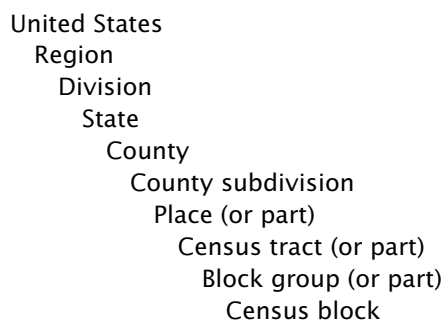 United States
Region
Division
State
County
County subdivision
Place (or part)
Census tract (or part)
Block group (or part)
Census block